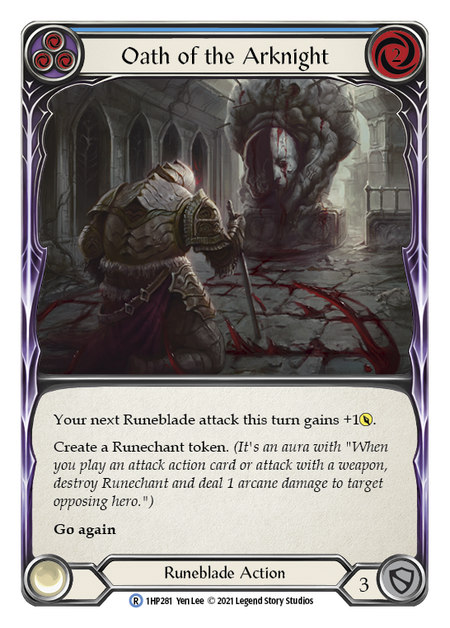 Oath of the Arknight
2
Your next Runeblade attack this turn gains +1.
Create a Runechant token. (It's an aura with "When
you play an attack action card or attack with a weapon,
destroy Runechant and deal 1 arcane damage to target
opposing hero.")
Go again
Runeblade Action
3
R 1HP281 Yen Lee © 2021 Legend Story Studios